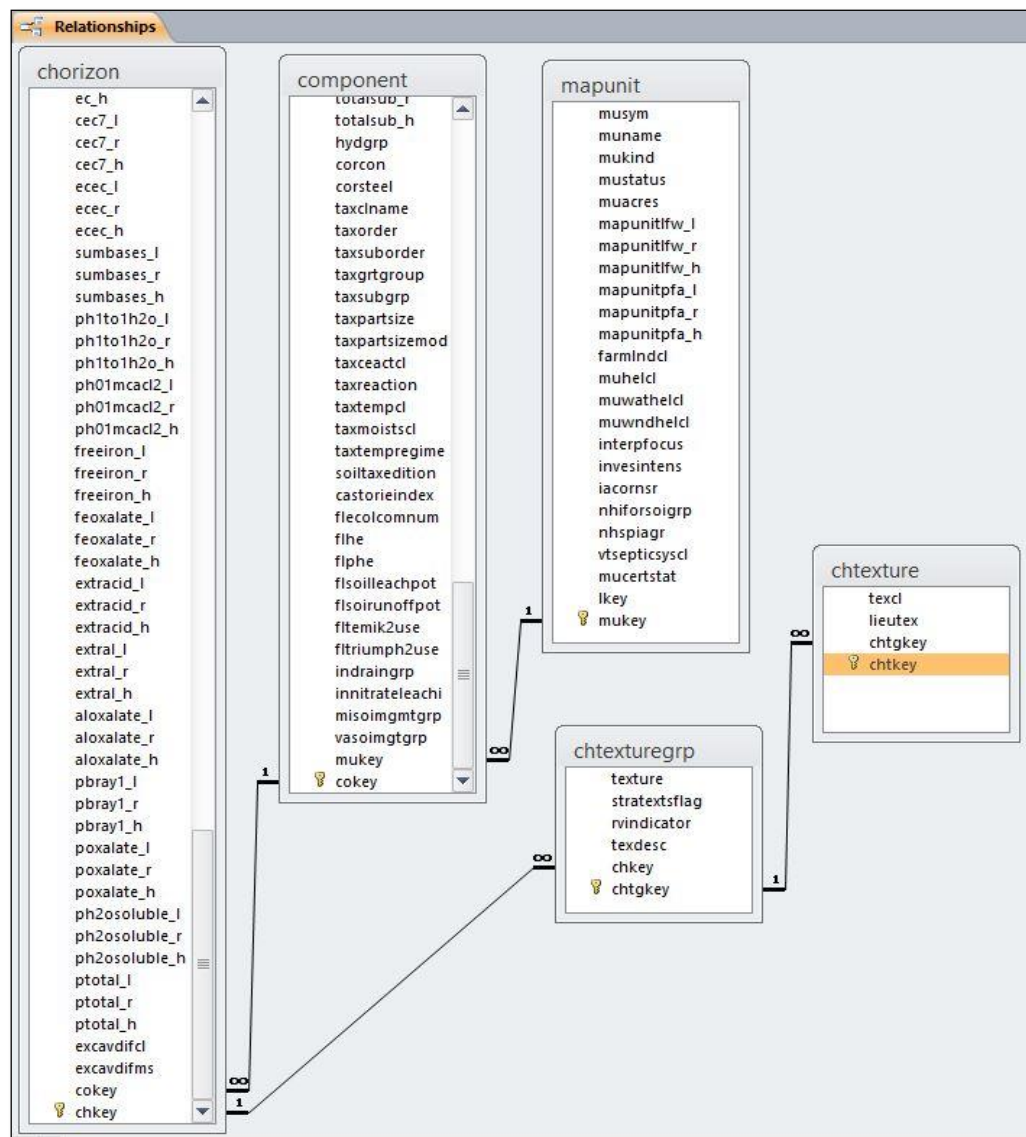 Relationships
chorizon
ec_h
cec7_l
cec7_r
cec7_h
ecec_l
ecec_r
ecec_h
sumbases_l
sumbases_r
sumbases_h
ph1to1h2o_l
ph1to1h2o_r
ph1to1h2o_h
ph01mcacl2_l
ph01mcacl2_r
ph01mcacl2_h
freeiron_l
freeiron_r
freeiron_h
feoxalate_l
feoxalate_r
feoxalate_h
extracid_l
extracid_r
extracid_h
extral_l
extral_r
extral_h
aloxalate_l
aloxalate_r
aloxalate_h
pbray1_l
pbray1_r
pbray1_h
poxalate_l
poxalate_r
poxalate_h
ph2osoluble_l
ph2osoluble_r
ph2osoluble_h
ptotal_l
ptotal_r
ptotal_h
excavdifcl
excavdifms
cokey
chkey
∞
1
component
totalsub_r
totalsub_h
hydgrp
corcon
corsteel
taxclname
taxorder
taxsuborder
taxgrtgroup
taxsubgrp
taxpartsize
taxpartsizemod
taxceactcl
taxreaction
taxtempcl
taxmoistscl
taxtempregime
soiltaxedition
castorieindex
flecolcomnum
flhe
flphe
flsoilleachpot
flsoirunoffpot
fltemik2use
fltriumph2use
indraingrp
innitrateleachi
misoimgmtgrp
vasoimgtgrp
mukey
cokey
1
∞
mapunit
musym
muname
mukind
mustatus
muacres
mapunitlfw_l
mapunitlfw_r
mapunitlfw_h
mapunitpfa_l
mapunitpfa_r
mapunitpfa_h
farmlndcl
muhelcl
muwathelcl
muwndhelcl
interpfocus
invesintens
iacornsr
nhiforsoigrp
nhspiagr
vtsepticsyscl
mucertstat
lkey
mukey
1
chtexturegrp
texture
stratextsflag
rvindicator
texdesc
chkey
chtgkey
∞
1
chtexture
texcl
lieutex
chtgkey
chtkey
∞